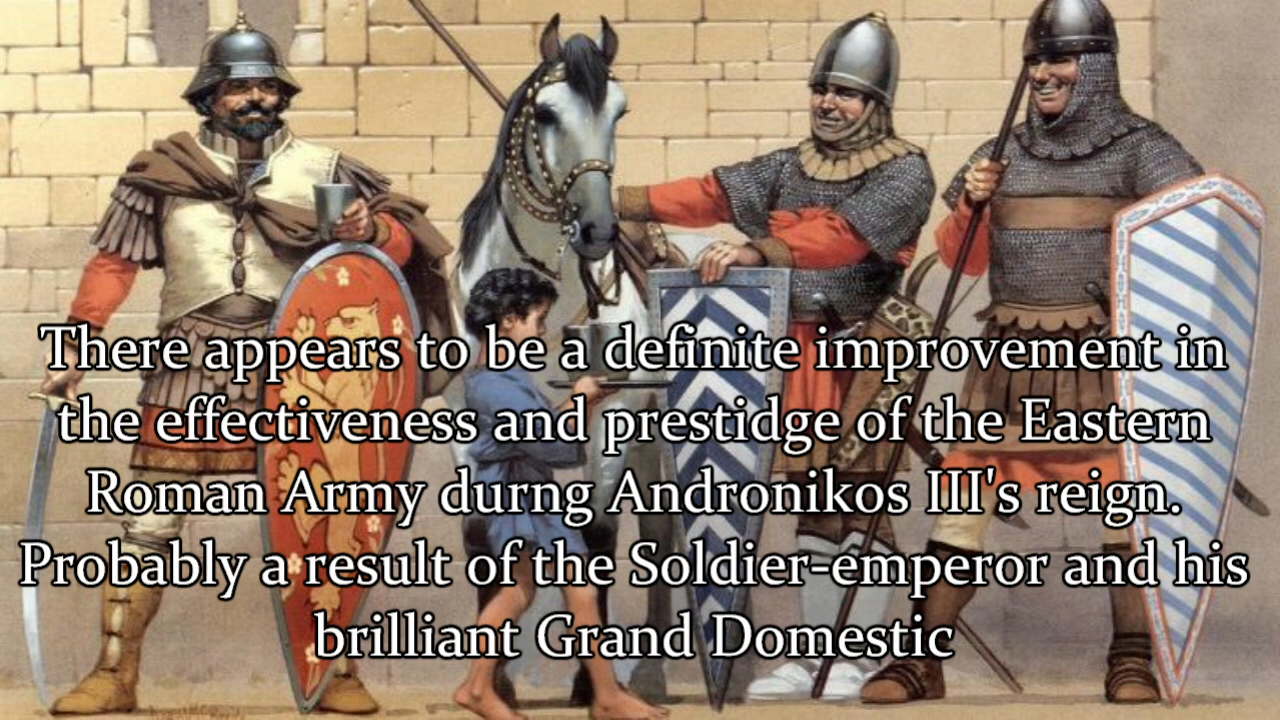 There appears to be a definite improvement in
the effectiveness and prestidge of the Eastern
Roman Army durng Andronikos III's reign.
Probably a result of the Soldier-emperor and his
brilliant Grand Domestic